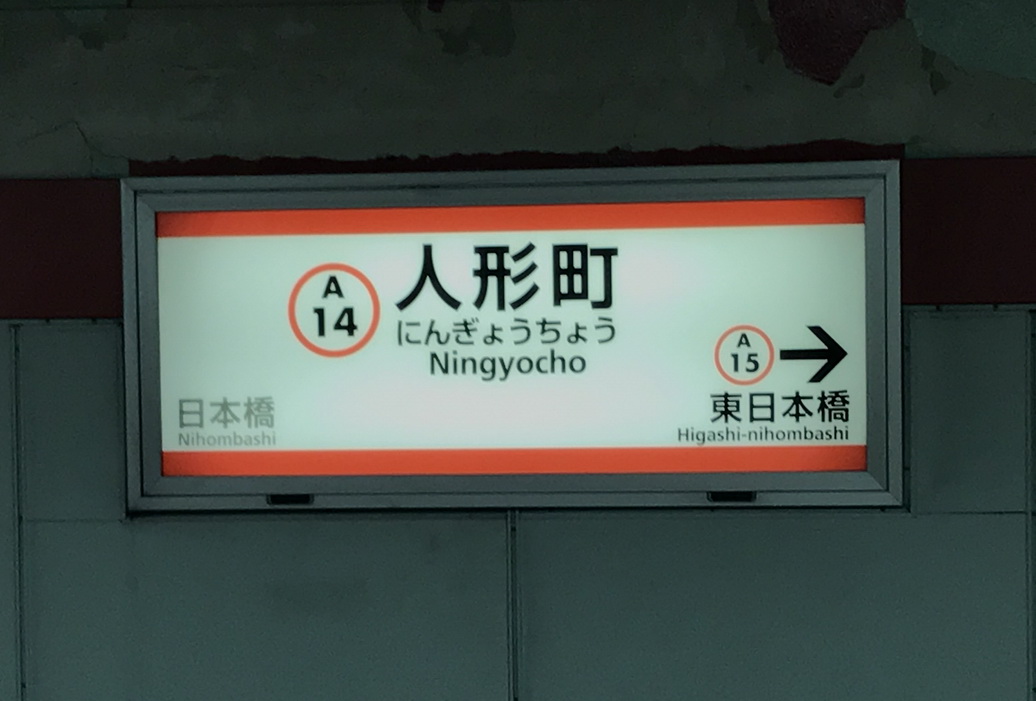 A
14
人形町
にんぎょうちょう
Ningyocho
日本橋
Nihombashi
A
15
東日本橋
Higashi-nihombashi